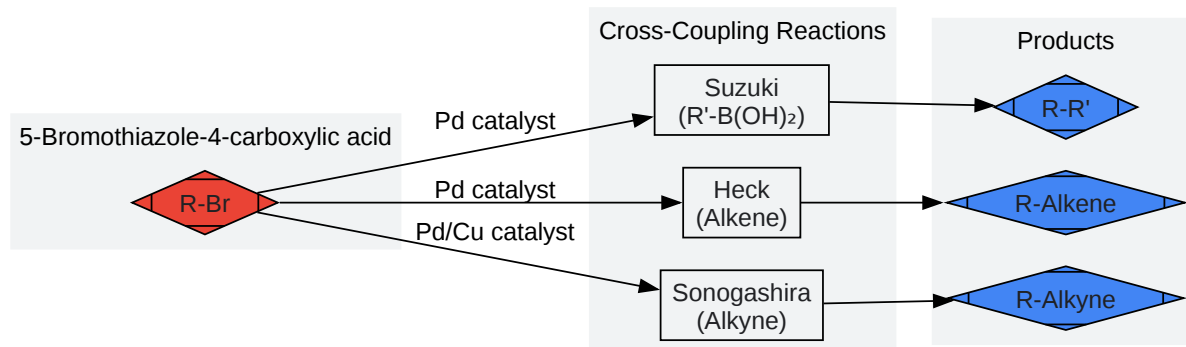 5-Bromothiazole-4-carboxylic acid
R-Br
Pd catalyst
Pd catalyst
Pd/Cu catalyst
Cross-Coupling Reactions
Suzuki
(R'-B(OH)₂)
Heck
(Alkene)
Sonogashira
(Alkyne)
Products
R-R'
R-Alkene
R-Alkyne